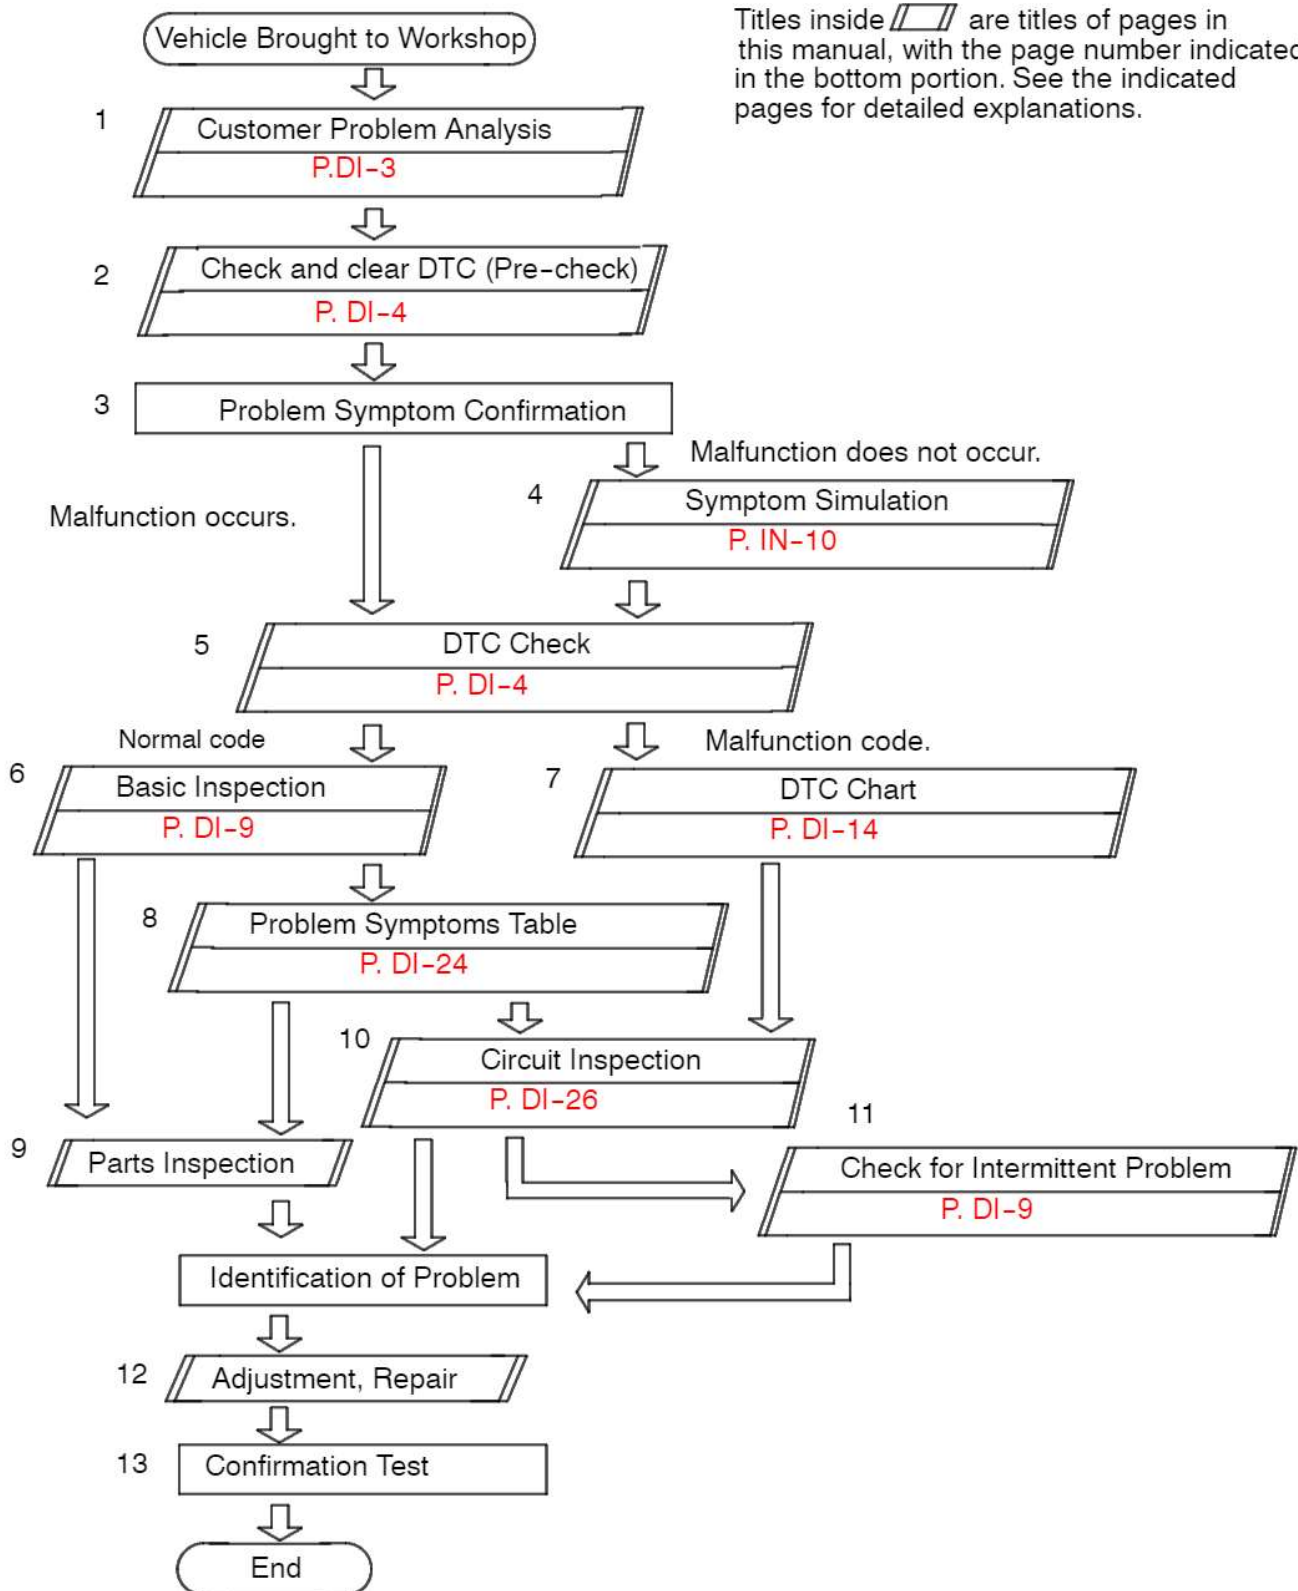 Vehicle Brought to Workshop
Titles inside are titles of pages in
this manual, with the page number indicated
in the bottom portion. See the indicated
pages for detailed explanations.
1
Customer Problem Analysis
P.DI-3
2
Check and clear DTC (Pre-check)
P. DI-4
3
Problem Symptom Confirmation
Malfunction does not occur.
Malfunction occurs.
4
Symptom Simulation
P. IN-10
5
DTC Check
P. DI-4
Normal code
Malfunction code.
6
Basic Inspection
P. DI-9
7
DTC Chart
P. DI-14
8
Problem Symptoms Table
P. DI-24
10
Circuit Inspection
P. DI-26
9
Parts Inspection
11
Check for Intermittent Problem
P. DI-9
Identification of Problem
12
Adjustment, Repair
13
Confirmation Test
End